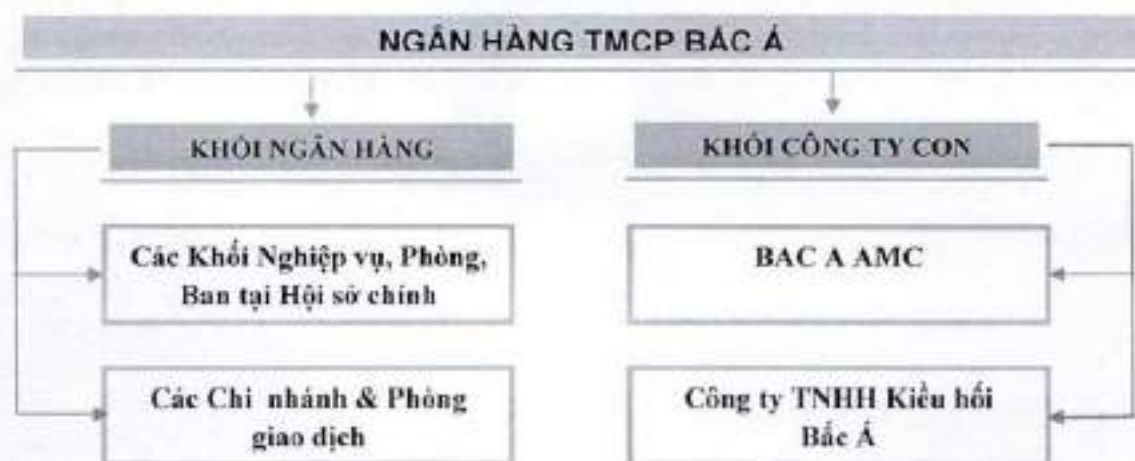 NGÂN HÀNG TMCP BẮC Á
KHỐI NGÂN HÀNG
KHỐI CÔNG TY CON
Các Khối Nghiệp vụ, Phòng,
Ban tại Hội sở chính
BAC A AMC
Các Chi nhánh & Phòng
giao dịch
Công ty TNHH Kiều hối
Bắc Á